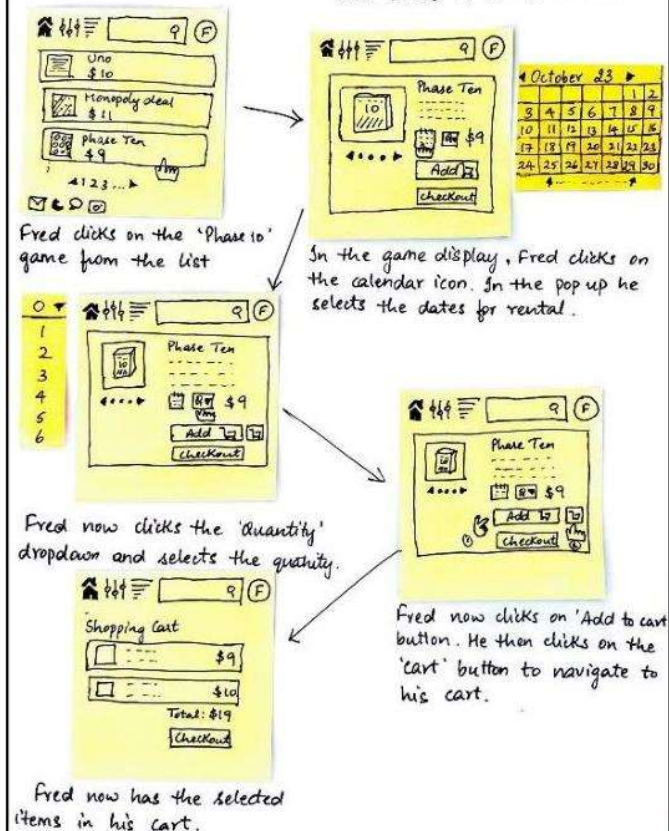 Uno
$10
Monopoly deal
$11
phase Ten
$9
1 2 3 ...
F
Fred clicks on the 'Phase 10'
game from the list
F
Phase Ten
10
$9
Add
Checkout
October 23
1 2
3 4 5 6 7 8 9
10 11 12 13 14 15 16
17 18 19 20 21 22 23
24 25 26 27 28 29 30
In the game display, Fred clicks on
the calendar icon. In the pop up he
selects the dates for rental.
0
1
2
3
4
5
6
F
Phase Ten
10
$9
Add
Checkout
Fred now clicks the 'Quantity'
dropdown and selects the quantity.
F
Phase Ten
10
$9
Add
Checkout
Fred now clicks on 'Add to cart
button. He then clicks on the
'cart' button to navigate to
his cart.
F
Shopping Cart
$9
$10
Total: $19
Checkout
Fred now has the selected
items in his cart.